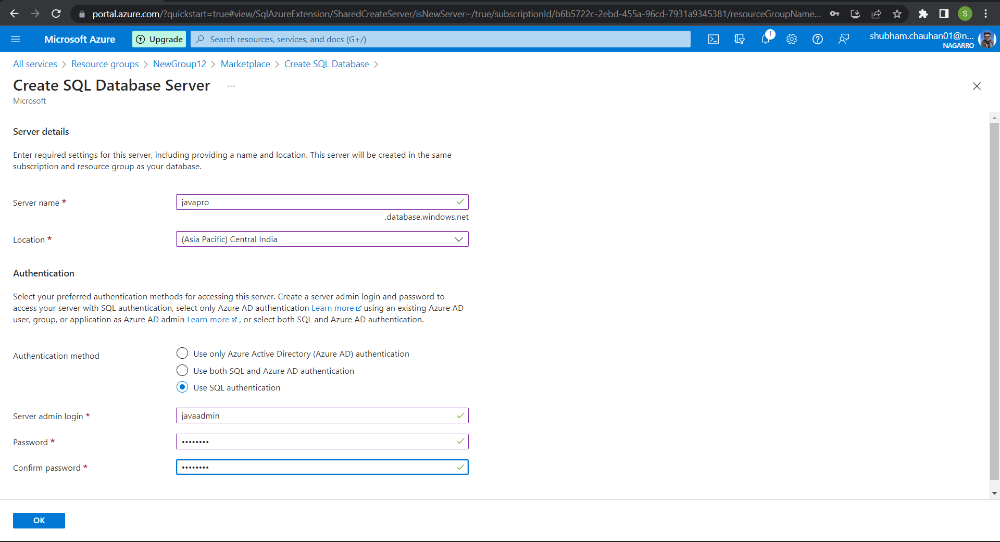 portal.azure.com/?quickstart=true#view/SqlAzureExtension/SharedCreateServer/isNewServer~/true/subscriptionId/b6b5722c-2ebd-455a-96cd-7931a9345381/resourceGroupName...
S
Microsoft Azure
Upgrade
Search resources, services, and docs (G+/)
1
shubham.chauhan01@n...
NAGARRO
All services > Resource groups > NewGroup12 > Marketplace > Create SQL Database >
Create SQL Database Server ...
Microsoft
Server details
Enter required settings for this server, including providing a name and location. This server will be created in the same
subscription and resource group as your database.
Server name *
javapro
.database.windows.net
Location *
(Asia Pacific) Central India
Authentication
Select your preferred authentication methods for accessing this server. Create a server admin login and password to
access your server with SQL authentication, select only Azure AD authentication Learn more using an existing Azure AD
user, group, or application as Azure AD admin Learn more , or select both SQL and Azure AD authentication.
Authentication method
Use only Azure Active Directory (Azure AD) authentication
Use both SQL and Azure AD authentication
Use SQL authentication
Server admin login *
javaadmin
Password *
••••••••
Confirm password *
••••••••
OK